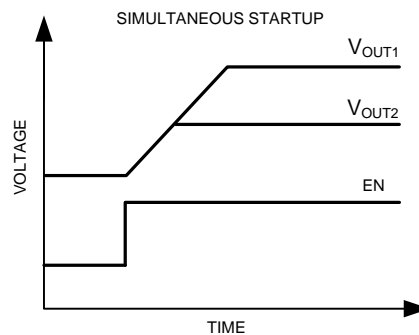 SIMULTANEOUS STARTUP
VOUT1
VOUT2
EN
VOLTAGE
TIME